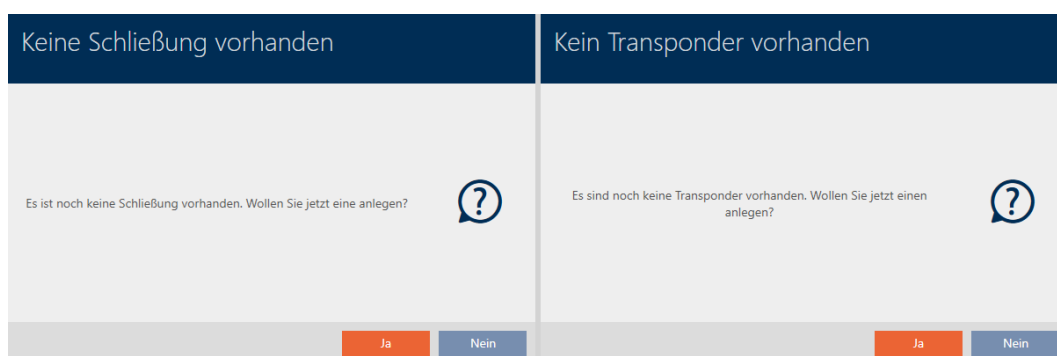 Keine Schließung vorhanden
Es ist noch keine Schließung vorhanden. Wollen Sie jetzt eine anlegen?
Ja
Nein
Kein Transponder vorhanden
Es sind noch keine Transponder vorhanden. Wollen Sie jetzt einen
anlegen?
Ja
Nein